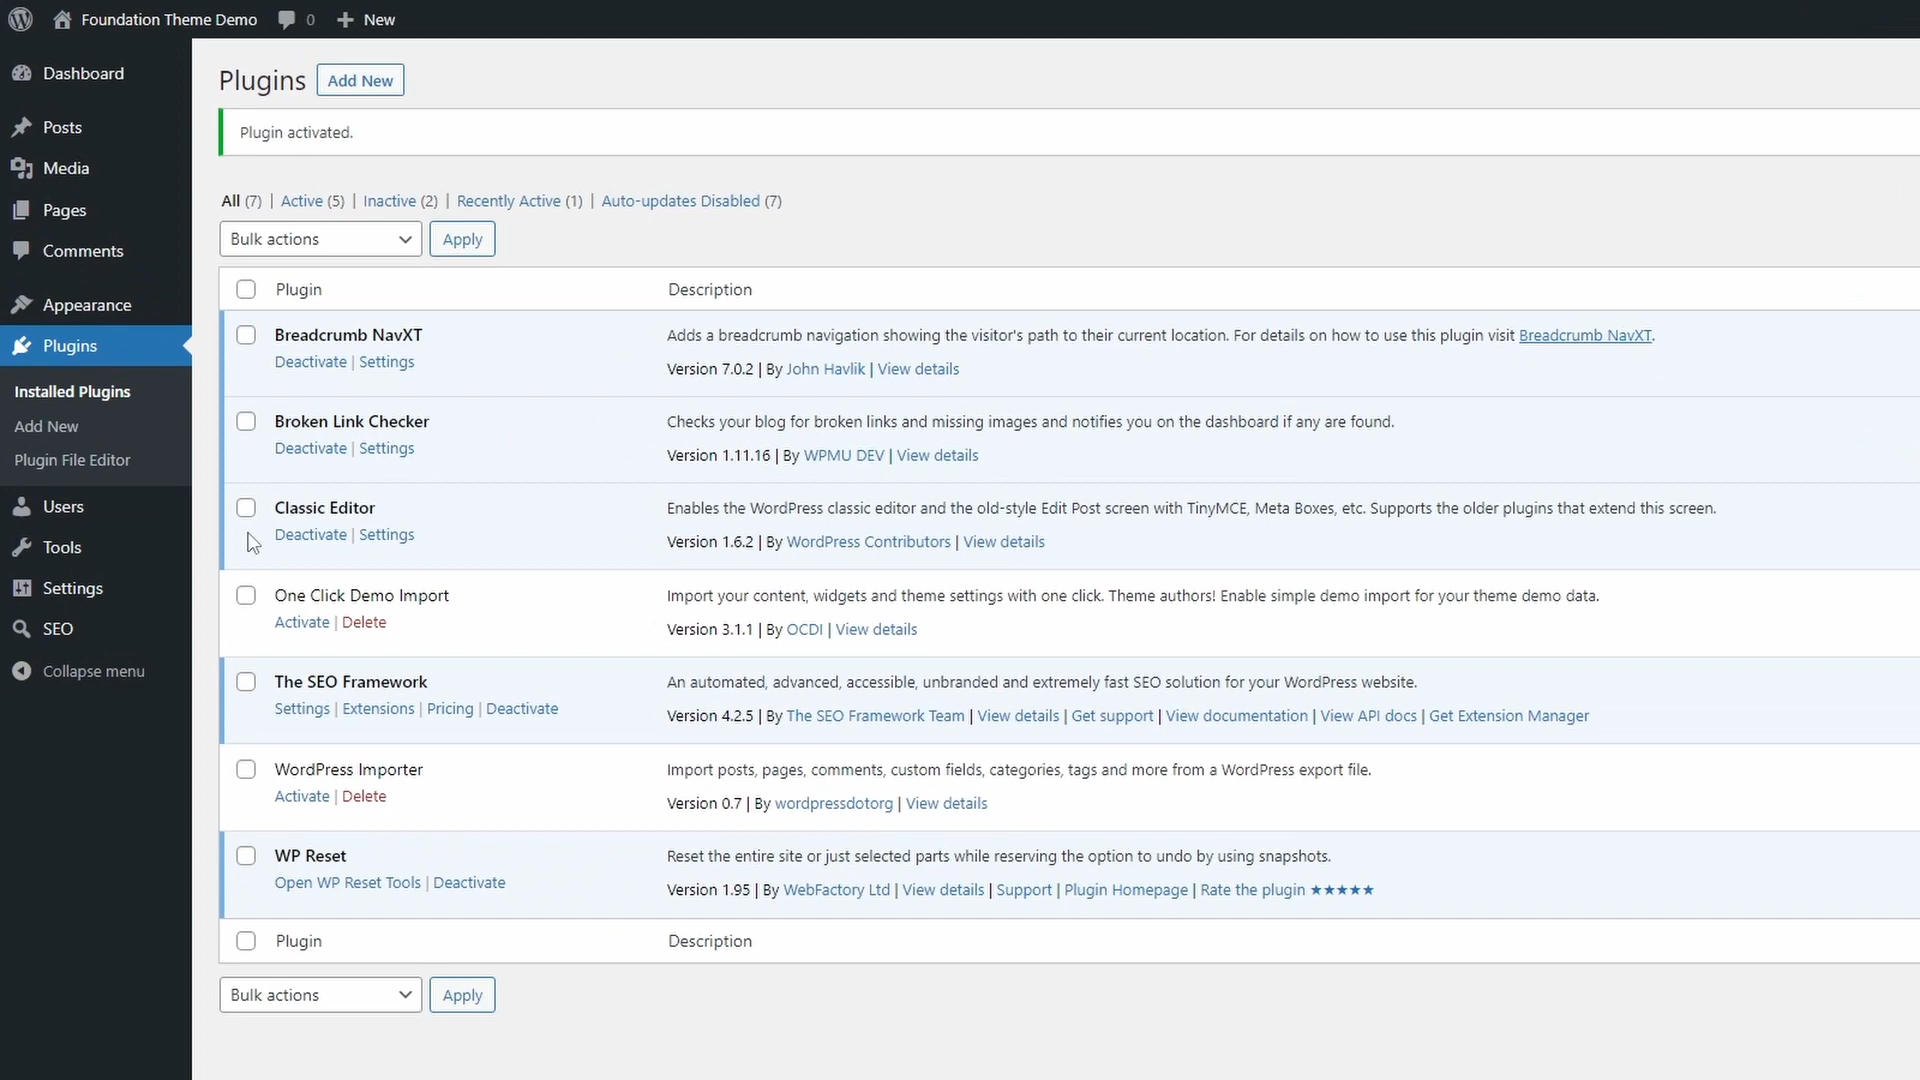 Foundation Theme Demo 0 New
Dashboard
Posts
Media
Pages
Comments
Appearance
Plugins
Installed Plugins
Add New
Plugin File Editor
Users
Tools
Settings
SEO
Collapse menu
Plugins Add New
Plugin activated.
All (7) | Active (5) | Inactive (2) | Recently Active (1) | Auto-updates Disabled (7)
Bulk actions Apply
Plugin Description
Breadcrumb NavXT Adds a breadcrumb navigation showing the visitor's path to their current location. For details on how to use this plugin visit Breadcrumb NavXT.
Deactivate | Settings
Version 7.0.2 | By John Havlik | View details
Broken Link Checker Checks your blog for broken links and missing images and notifies you on the dashboard if any are found.
Deactivate | Settings
Version 1.11.16 | By WPMU DEV | View details
Classic Editor Enables the WordPress classic editor and the old-style Edit Post screen with TinyMCE, Meta Boxes, etc. Supports the older plugins that extend this screen.
Deactivate | Settings
Version 1.6.2 | By WordPress Contributors | View details
One Click Demo Import Import your content, widgets and theme settings with one click. Theme authors! Enable simple demo import for your theme demo data.
Activate | Delete
Version 3.1.1 | By OCDI | View details
The SEO Framework An automated, advanced, accessible, unbranded and extremely fast SEO solution for your WordPress website.
Settings | Extensions | Pricing | Deactivate
Version 4.2.5 | By The SEO Framework Team | View details | Get support | View documentation | View API docs | Get Extension Manager
WordPress Importer Import posts, pages, comments, custom fields, categories, tags and more from a WordPress export file.
Activate | Delete
Version 0.7 | By wordpressdotorg | View details
WP Reset Reset the entire site or just selected parts while reserving the option to undo by using snapshots.
Open WP Reset Tools | Deactivate
Version 1.95 | By WebFactory Ltd | View details | Support | Plugin Homepage | Rate the plugin ★★★★★
Plugin Description
Bulk actions Apply